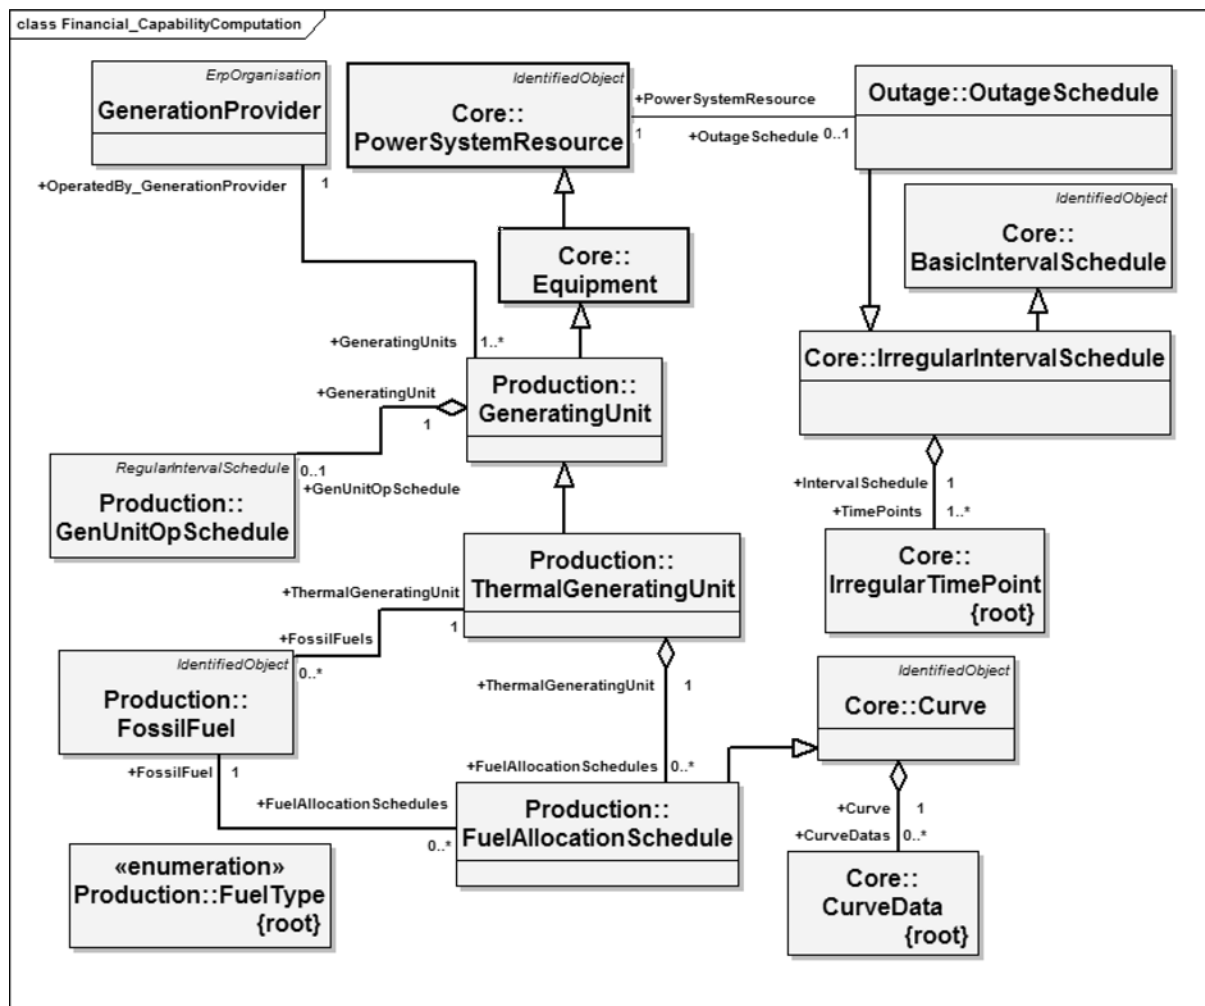 class Financial_CapabilityComputation
ErpOrganisation
GenerationProvider
IdentifiedObject
Core::
PowerSystemResource
+PowerSystemResource
1
+OutageSchedule
0..1
Outage::OutageSchedule
+OperatedBy_GenerationProvider
1
IdentifiedObject
Core::
BasicIntervalSchedule
Core::
Equipment
+GeneratingUnits
1..*
Core::IrregularIntervalSchedule
+GeneratingUnit
1
Production::
GeneratingUnit
RegularIntervalSchedule
Production::
GenUnitOpSchedule
0..1
+GenUnitOpSchedule
+IntervalSchedule
1
+TimePoints
1..*
Core::
IrregularTimePoint
{root}
Production::
ThermalGeneratingUnit
+ThermalGeneratingUnit
1
+FossilFuels
0..*
IdentifiedObject
Production::
FossilFuel
+ThermalGeneratingUnit
1
IdentifiedObject
Core::Curve
+FossilFuel
1
+FuelAllocationSchedules
0..*
+FuelAllocationSchedules
0..*
Production::
FuelAllocationSchedule
+Curve
1
+CurveDatas
0..*
«enumeration»
Production::FuelType
{root}
Core::
CurveData
{root}